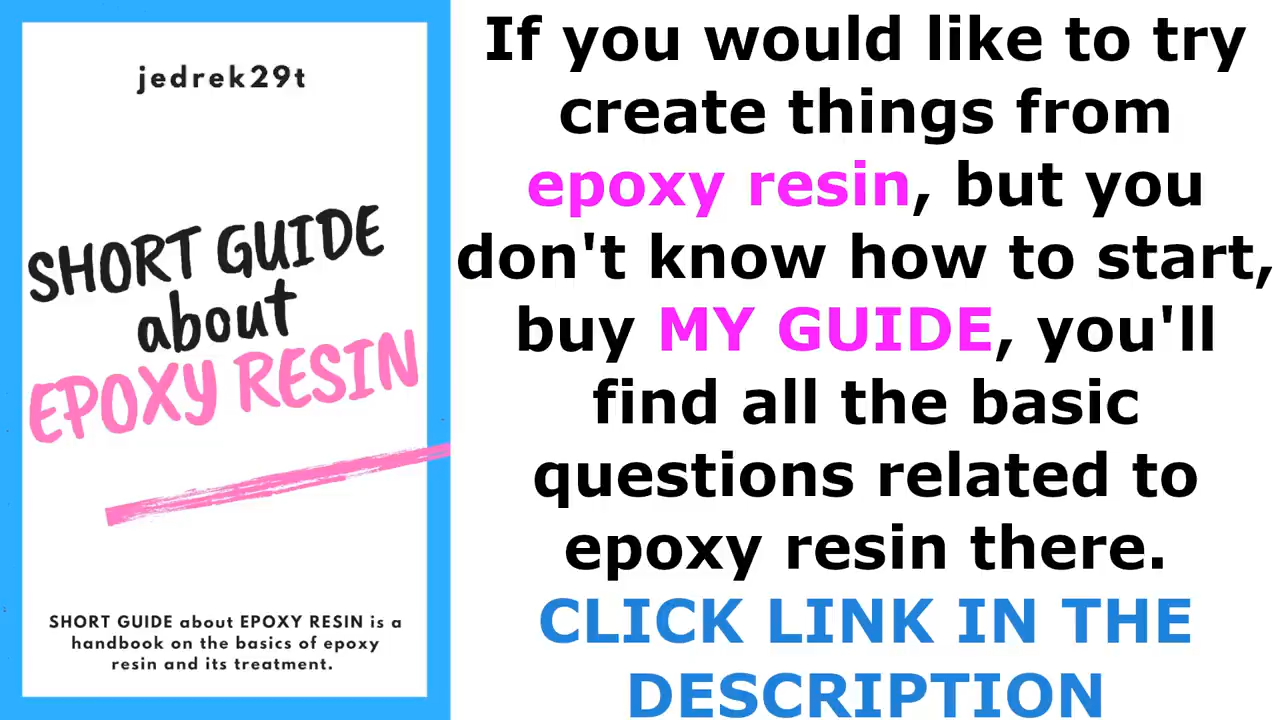 jedrek29t
SHORT GUIDE
about
EPOXY RESIN
SHORT GUIDE about EPOXY RESIN is a
handbook on the basics of epoxy
resin and its treatment.
If you would like to try
create things from
epoxy resin, but you
don't know how to start,
buy MY GUIDE, you'll
find all the basic
questions related to
epoxy resin there.
CLICK LINK IN THE
DESCRIPTION